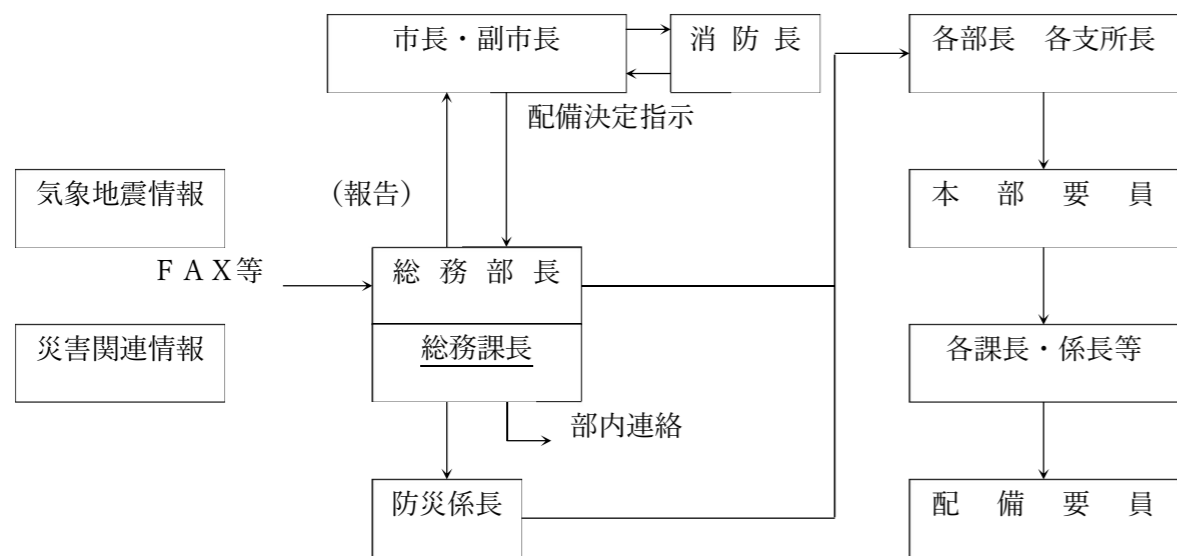 市長・副市長
消 防 長
各部長　各支所長
配備決定指示
気象地震情報
（報告）
本 部 要 員
ＦＡＸ等
総 務 部 長
災害関連情報
総務課長
各課長・係長等
部内連絡
防災係長
配 備 要 員